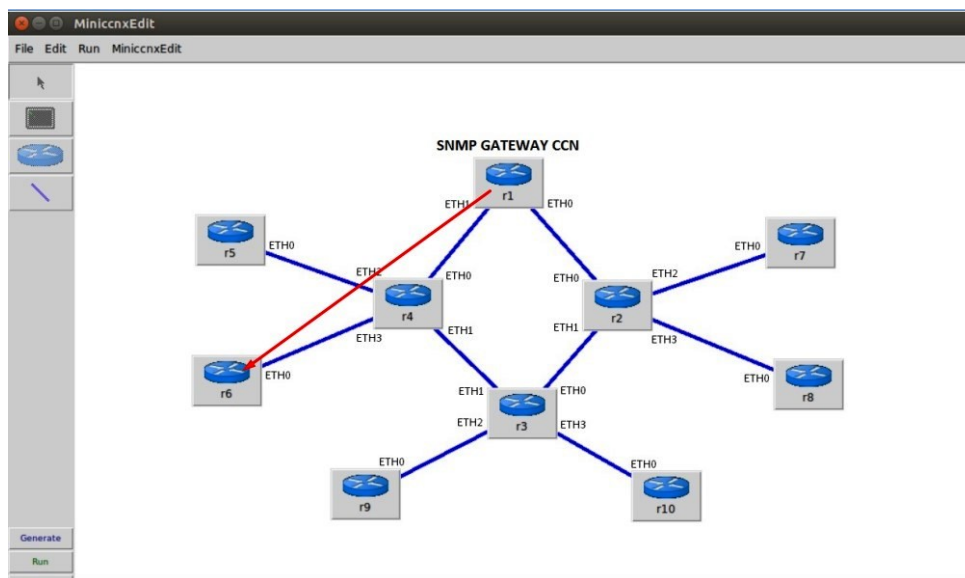 MiniccnxEdit
File Edit Run MiniccnxEdit
SNMP GATEWAY CCN
r1
ETH1
ETH0
r5
ETH0
ETH2
r4
ETH0
ETH1
ETH3
r6
ETH0
r2
ETH0
ETH2
ETH1
ETH3
r7
ETH0
r8
ETH0
r3
ETH1
ETH0
ETH2
ETH3
r9
ETH0
r10
ETH0
Generate
Run